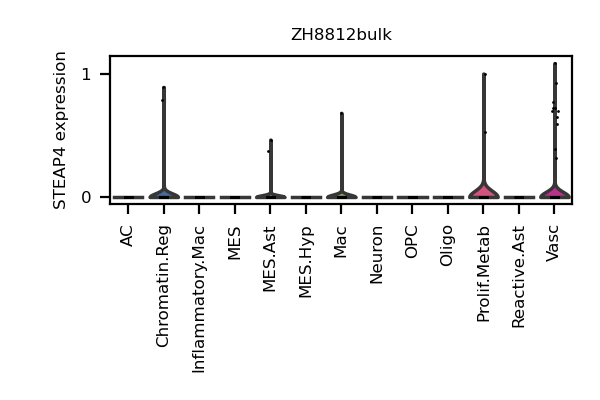 ZH8812bulk
STEAP4 expression
1
0
AC
Chromatin.Reg
Inflammatory.Mac
MES
MES.Ast
MES.Hyp
Mac
Neuron
OPC
Oligo
Prolif.Metab
Reactive.Ast
Vasc